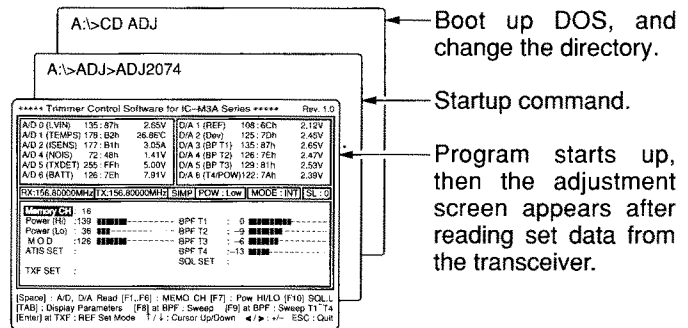 A:\>CD ADJ
Boot up DOS, and
change the directory.
A:\>ADJ>ADJ2074
Startup command.
Program starts up,
then the adjustment
screen appears after
reading set data from
the transceiver.
***** Trimmer Control Software for IC–M3A Series ***** Rev. 1.0
A/D 0 (LVIN) 135 : 87h 2.65V D/A 1 (REF) 108 : 6Ch 2.12V
A/D 1 (TEMPS) 178 : B2h 26.86°C D/A 2 (Dev) 125 : 7Dh 2.45V
A/D 2 (ISENS) 177 : B1h 3.05A D/A 3 (BP T1) 135 : 87h 2.65V
A/D 4 (NOIS) 72 : 48h 1.41V D/A 4 (BP T2) 126 : 7Eh 2.47V
A/D 5 (TXDET) 255 : FFh 5.00V D/A 5 (BP T3) 129 : 81h 2.53V
A/D 6 (BATT) 126 : 7Eh 7.91V D/A 6 (T4/POW) 122 : 7Ah 2.39V
RX:156.80000MHz TX:156.80000MHz SIMP POW : Low MODE : INT SL : 0
Memory CH : 16
Power (Hi) :139 BPF T1 : 0
Power (Lo) : 36 BPF T2 : –9
M O D :126 BPF T3 : –6
ATIS SET : BPF T4 :–13
SQL SET :
TXF SET :
[Space] : A/D, D/A Read [F1..F6] : MEMO CH [F7] : Pow HI/LO [F10] SQL.L
[TAB] : Display Parameters [F8] at BPF : Sweep [F9] at BPF : Sweep T1~T4
[Enter] at TXF : REF Set Mode ↑ / ↓ : Cursor Up/Down ◄ / ► : +/– ESC : Quit